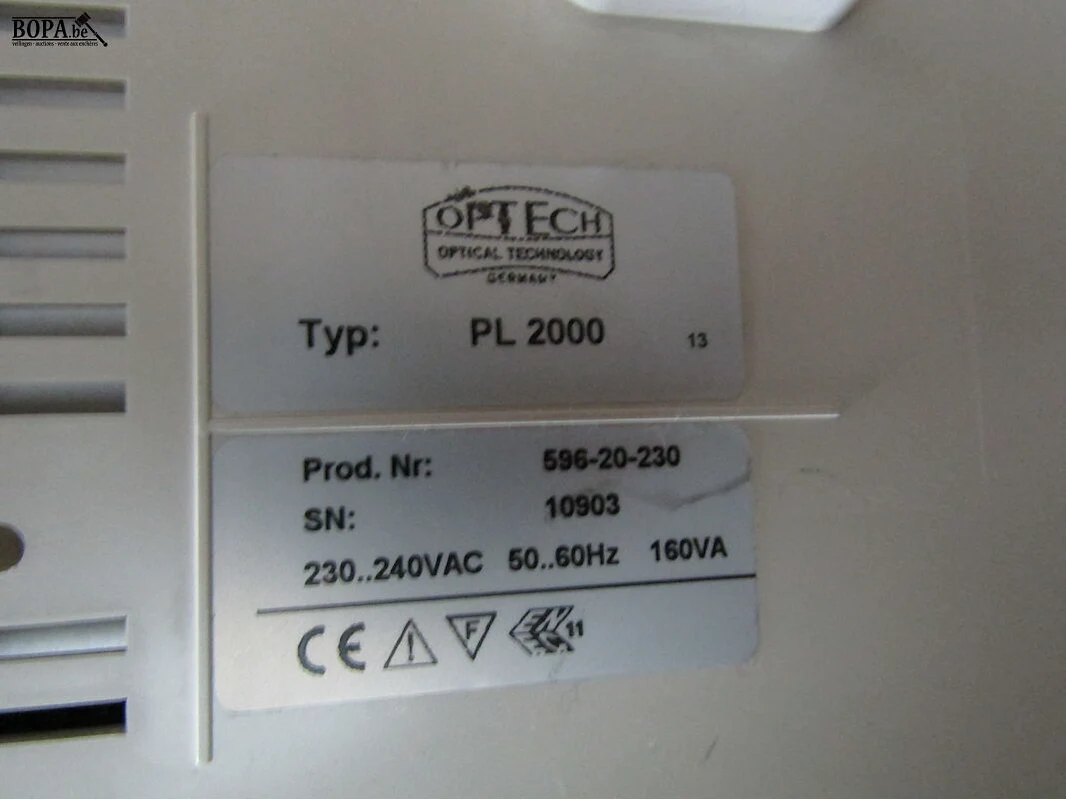 BOPA.be
veilingen - auctions - vente aux enchères
OPTECH
OPTICAL TECHNOLOGY
GERMANY
Typ: PL 2000 13
Prod. Nr: 596-20-230
SN: 10903
230..240VAC 50..60Hz 160VA
CE F 11